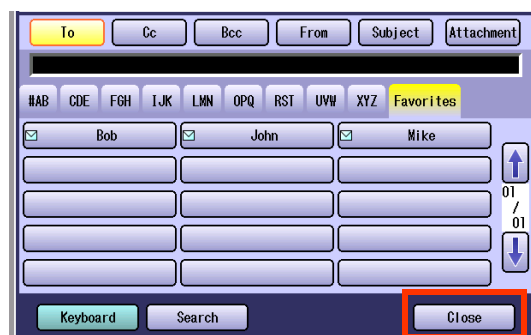 To Cc Bcc From Subject Attachment
#AB CDE FGH IJK LMN OPQ RST UVW XYZ Favorites
Bob John Mike
01
/
01
Keyboard Search Close